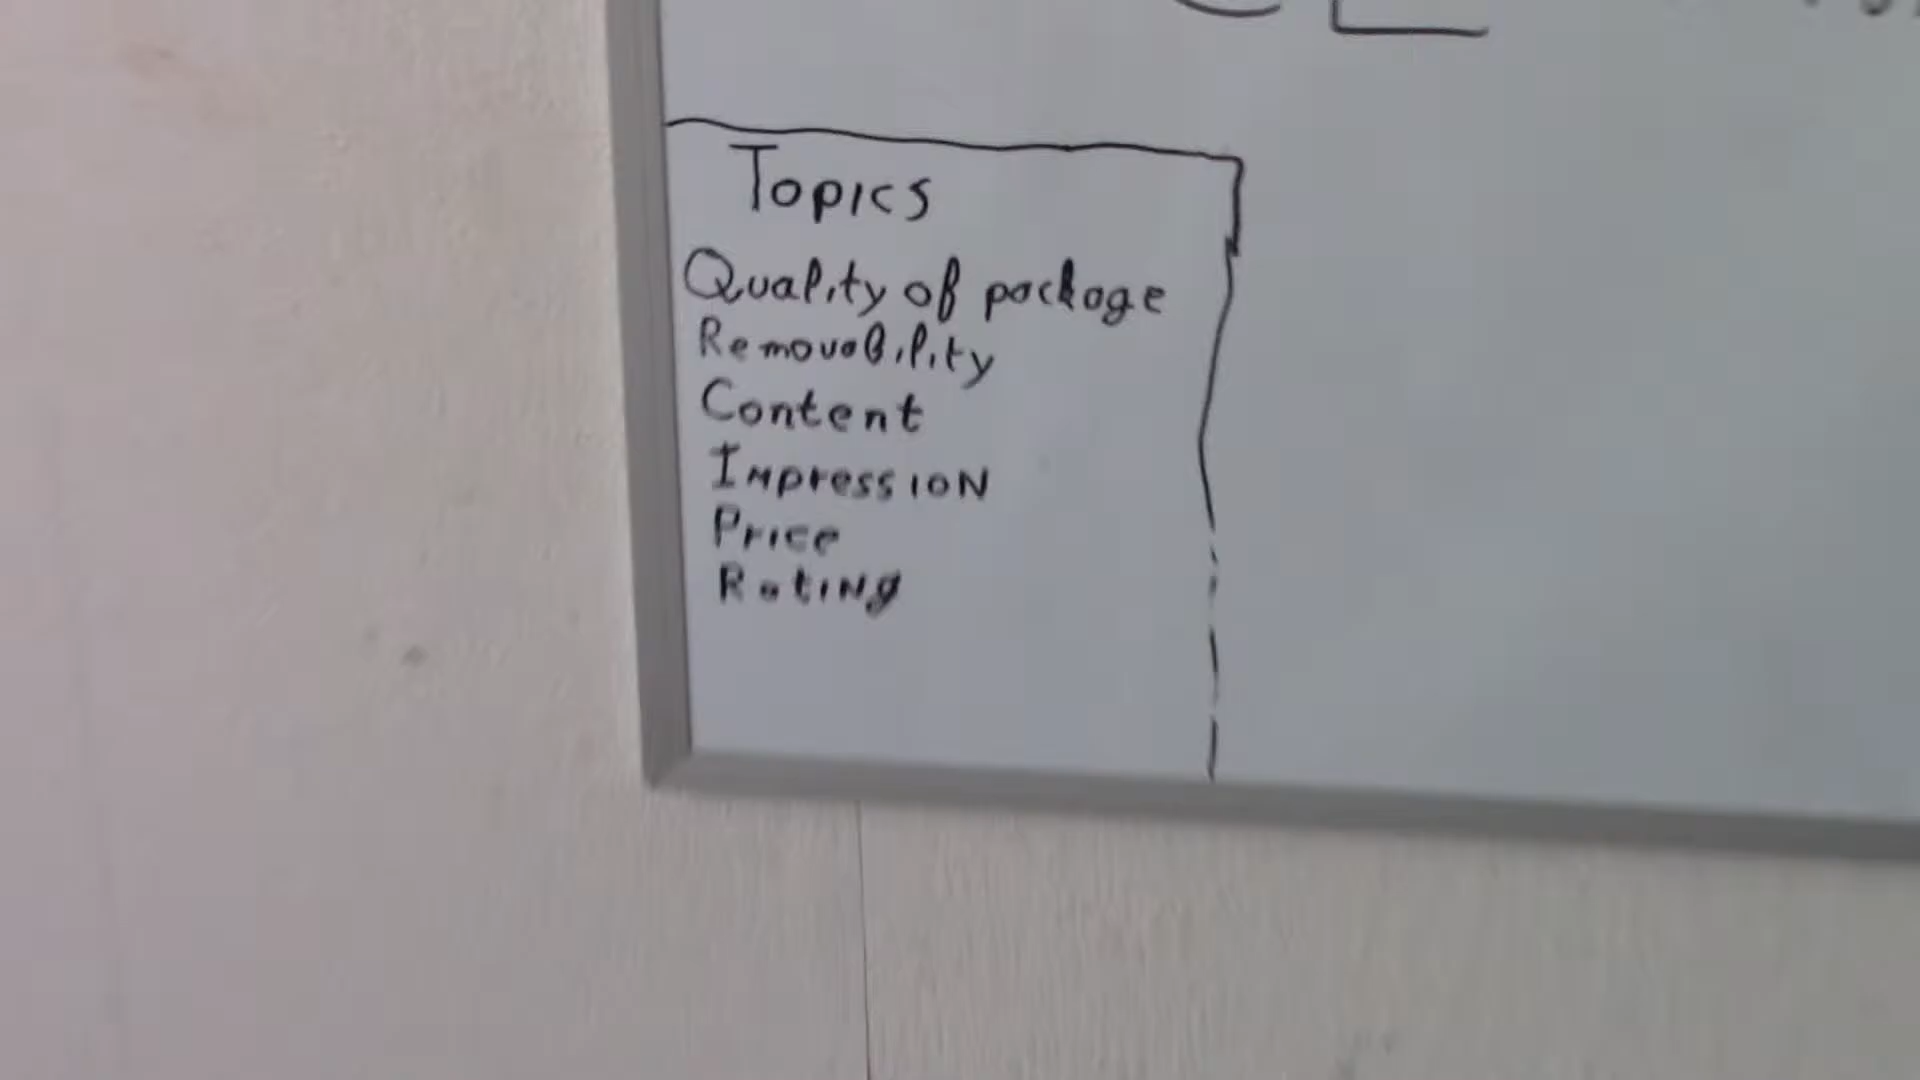 Topics
Quality of package
Removability
Content
Impression
Price
Rating